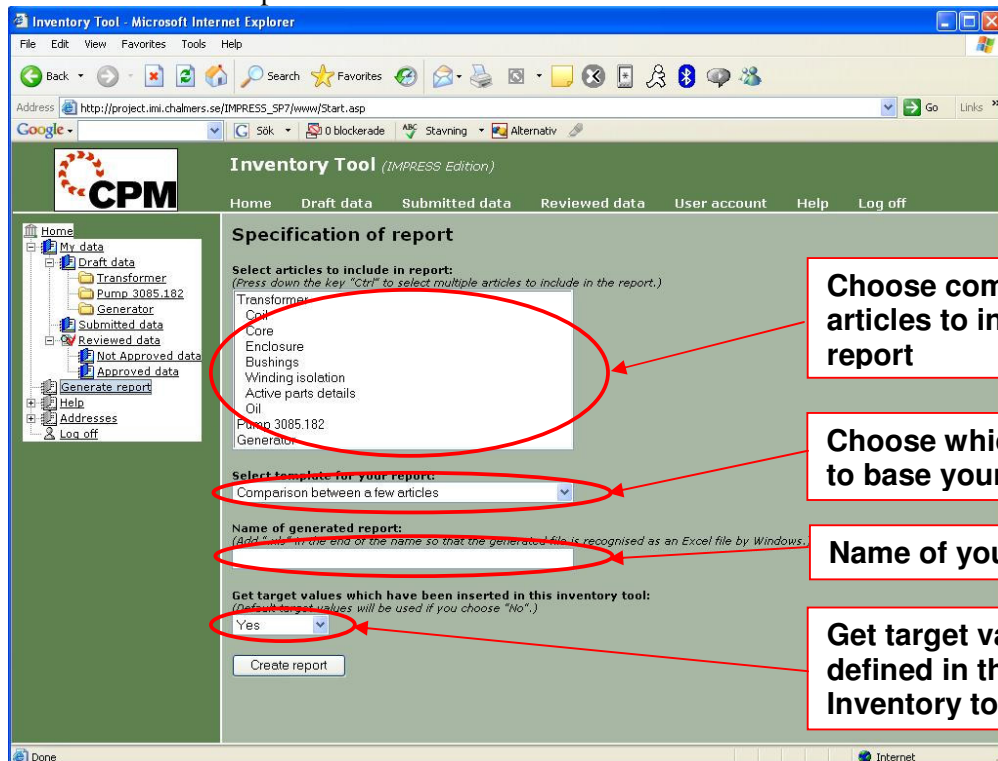 Inventory Tool - Microsoft Internet Explorer
File Edit View Favorites Tools Help
Back Search Favorites
Address http://project.imi.chalmers.se/IMPRESS_SP7/www/Start.asp Go Links »
Google - G Sök 0 blockerade ABC Stavning Alternativ
CPM
Inventory Tool (IMPRESS Edition)
Home Draft data Submitted data Reviewed data User account Help Log off
Home
My data
Draft data
Transformer
Pump 3085.182
Generator
Submitted data
Reviewed data
Not Approved data
Approved data
Generate report
Help
Addresses
Log off
Specification of report
Select articles to include in report:
(Press down the key "Ctrl" to select multiple articles to include in the report.)
Transformer
Coil
Core
Enclosure
Bushings
Winding isolation
Active parts details
Oil
Pump 3085.182
Generator
Select template for your report:
Comparison between a few articles
Name of generated report:
(Add ".xls" in the end of the name so that the generated file is recognised as an Excel file by Windows.)
Get target values which have been inserted in this inventory tool:
(Default target values will be used if you choose "No".)
Yes
Create report
Choose com
articles to in
report
Choose whic
to base your
Name of you
Get target va
defined in th
Inventory to
Done Internet